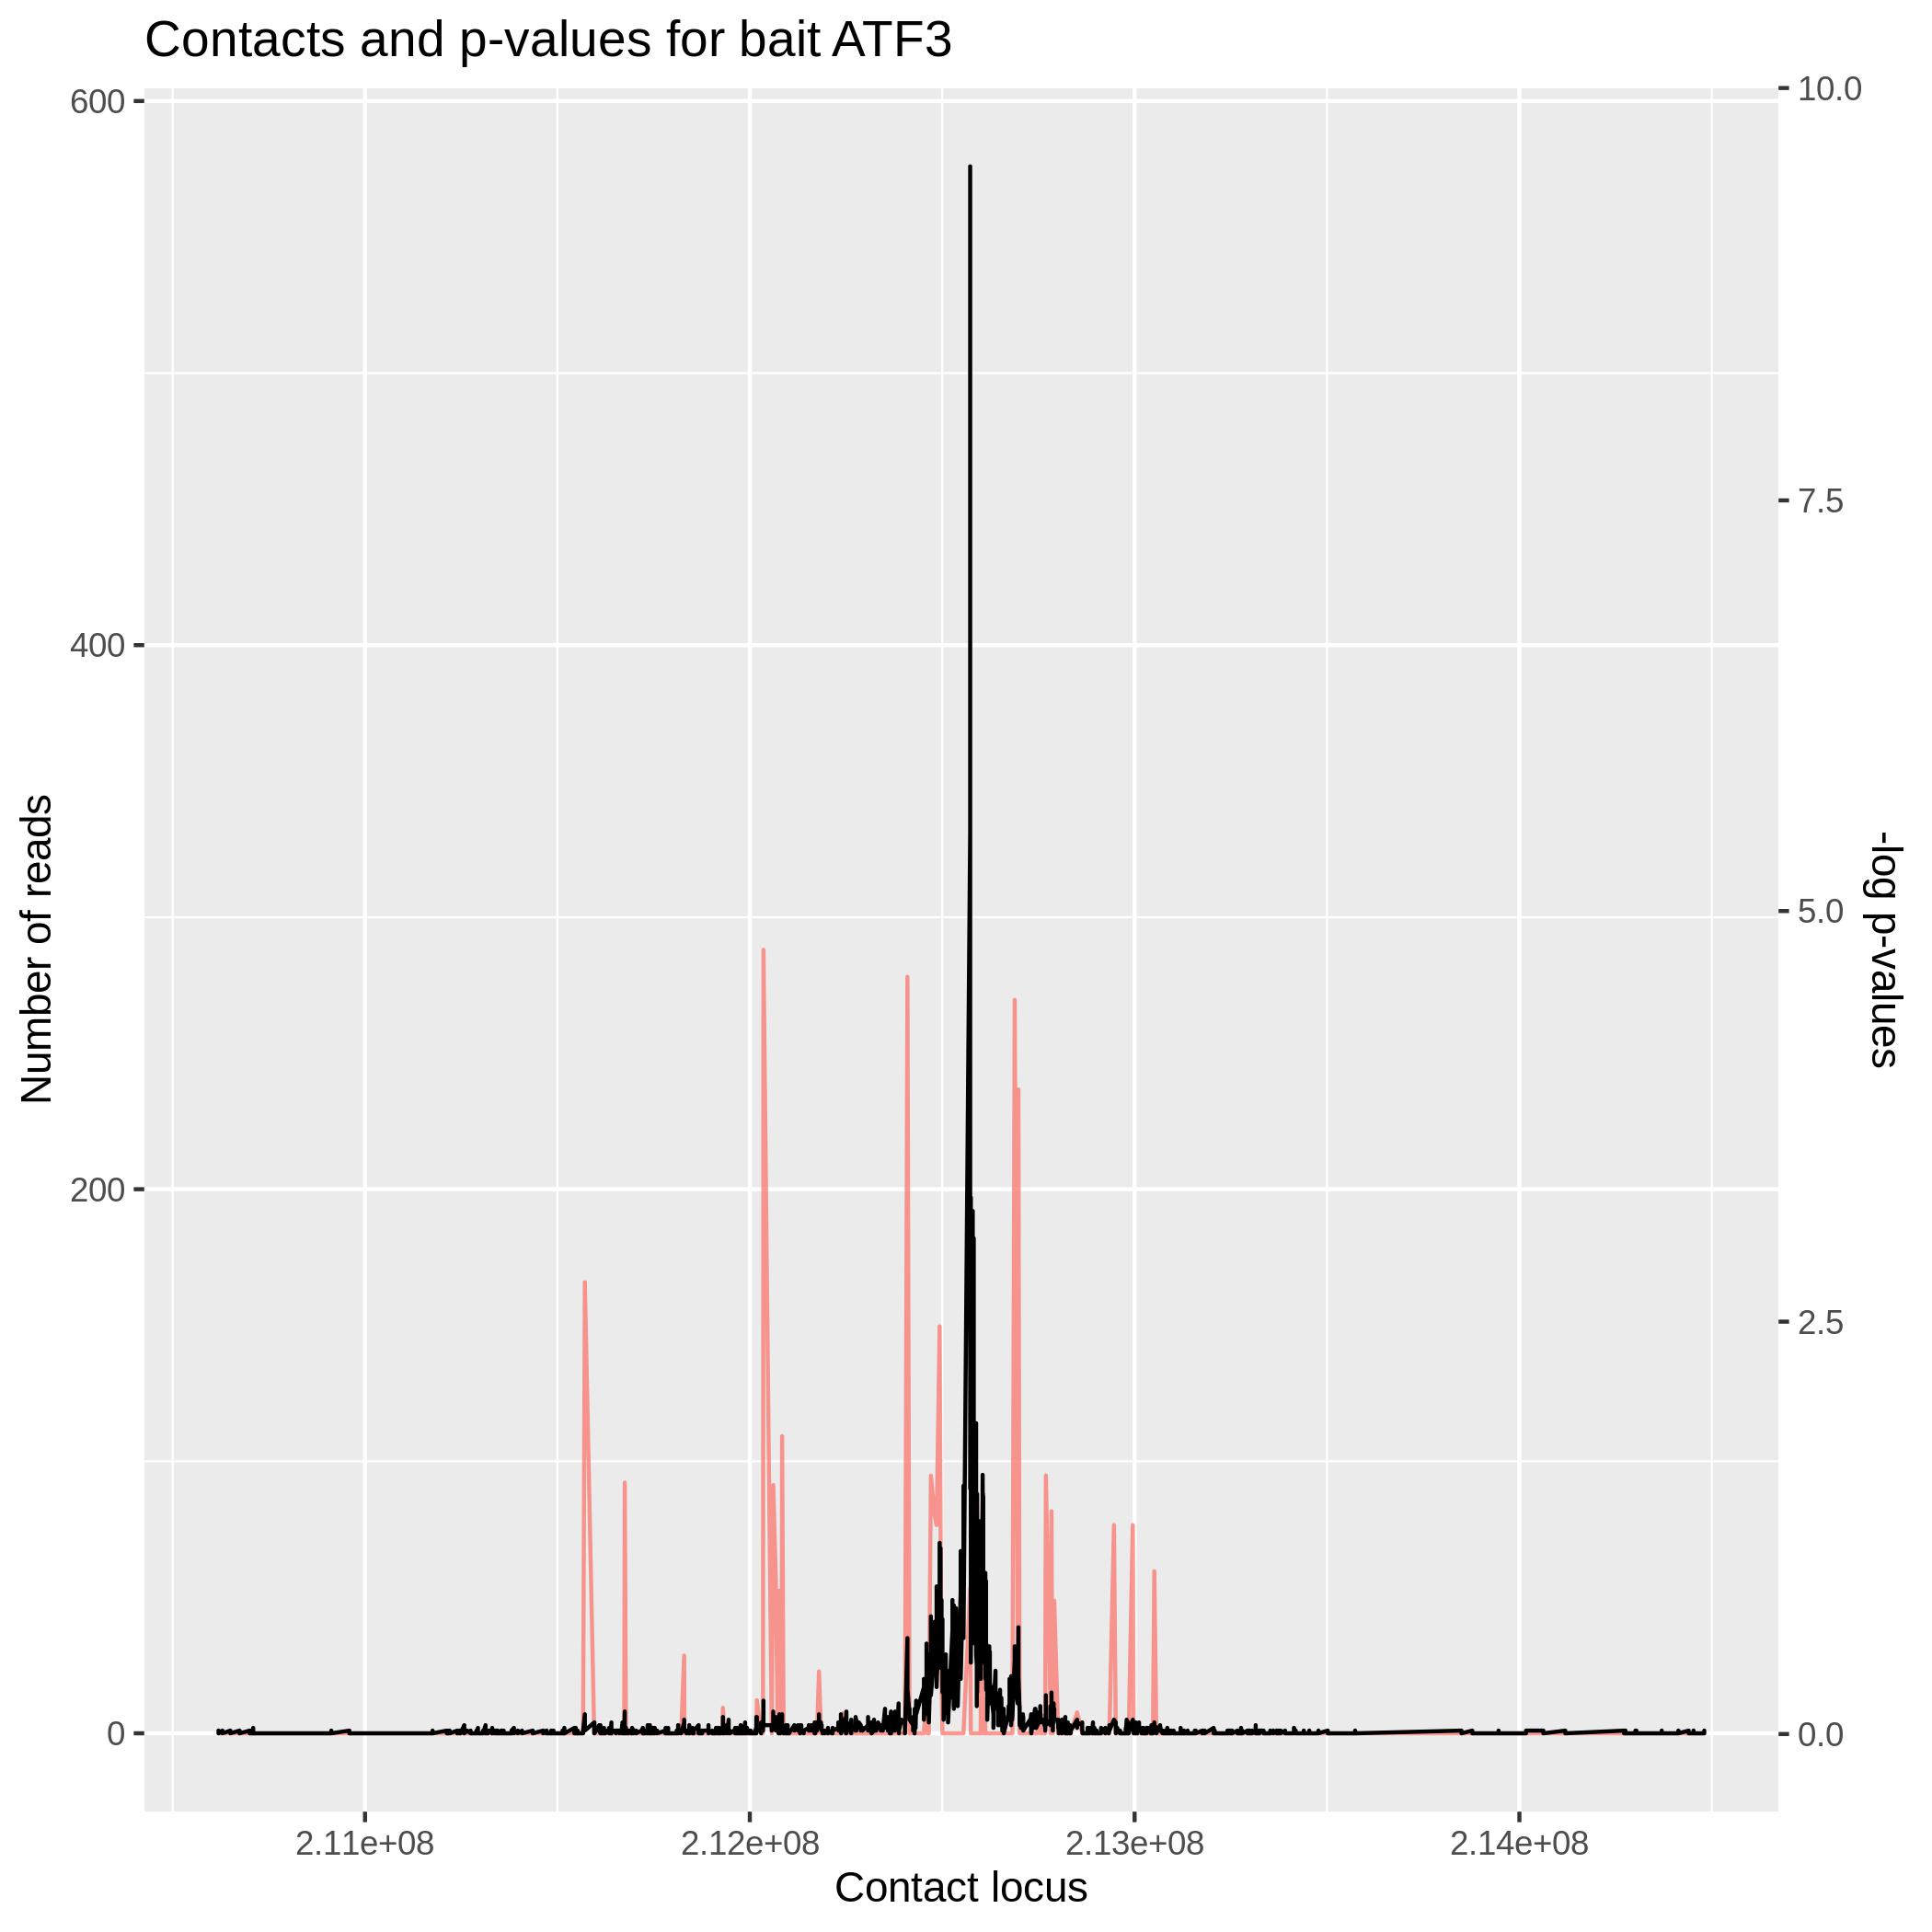 Contacts and p-values for bait ATF3
600
400
200
0
Number of reads
10.0
7.5
5.0
2.5
0.0
-log p-values
2.11e+08
2.12e+08
2.13e+08
2.14e+08
Contact locus